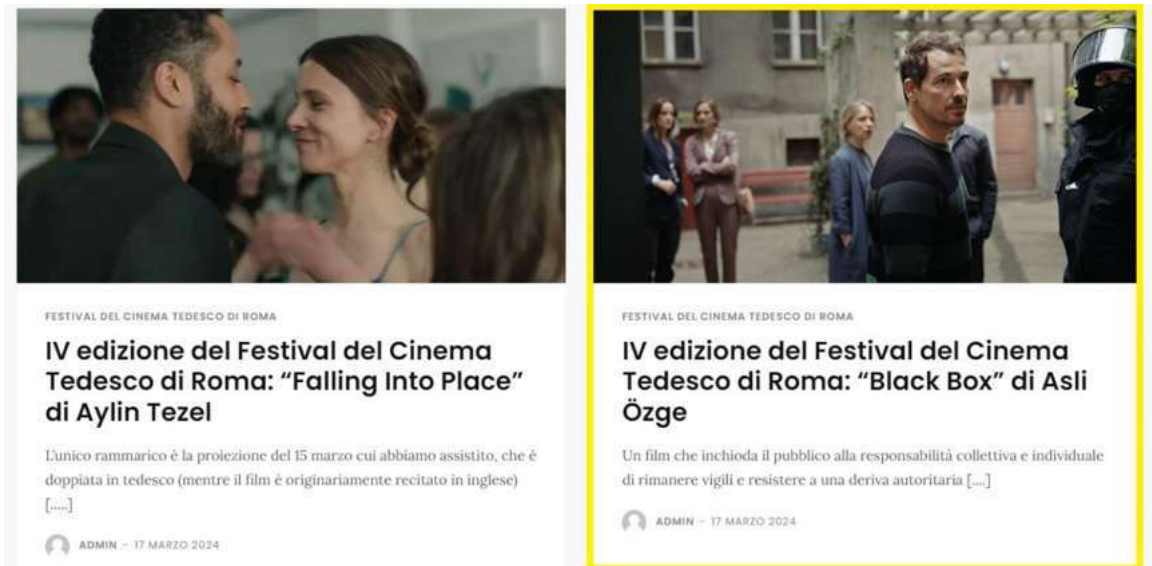 FESTIVAL DEL CINEMA TEDESCO DI ROMA
IV edizione del Festival del Cinema
Tedesco di Roma: “Falling Into Place”
di Aylin Tezel
L’unico rammarico è la proiezione del 15 marzo cui abbiamo assistito, che è
doppiata in tedesco (mentre il film é originariamente recitato in inglese)
[.....]
ADMIN – 17 MARZO 2024
FESTIVAL DEL CINEMA TEDESCO DI ROMA
IV edizione del Festival del Cinema
Tedesco di Roma: “Black Box” di Asli
Özge
Un film che inchioda il pubblico alla responsabilità collettiva e individuale
di rimanere vigili e resistere a una deriva autoritaria [....]
ADMIN – 17 MARZO 2024